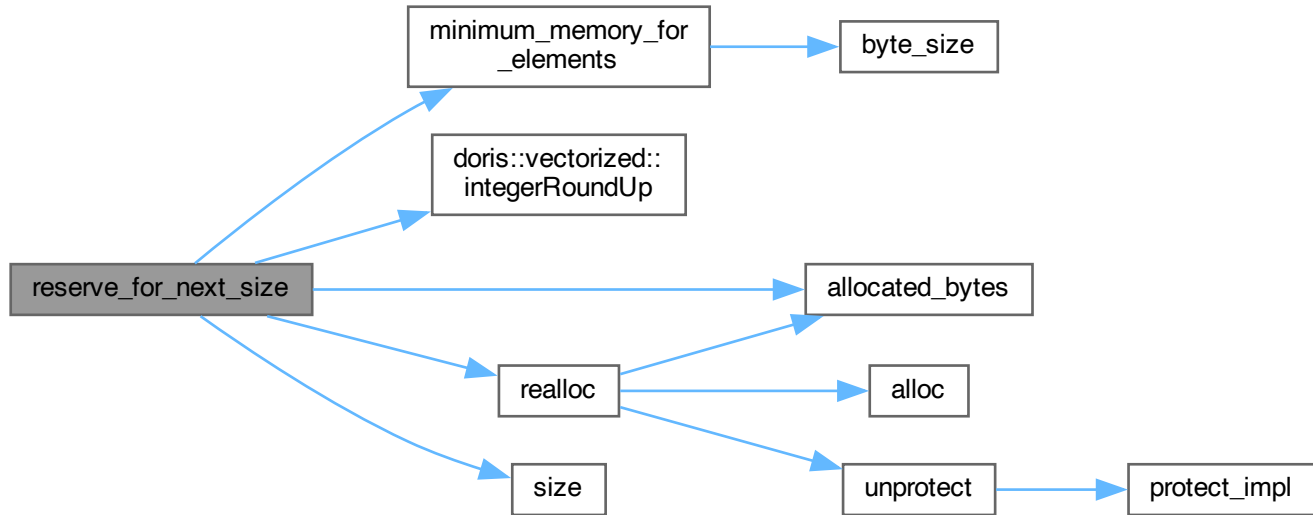 minimum_memory_for
_elements
byte_size
doris::vectorized::
integerRoundUp
reserve_for_next_size
allocated_bytes
realloc
alloc
size
unprotect
protect_impl